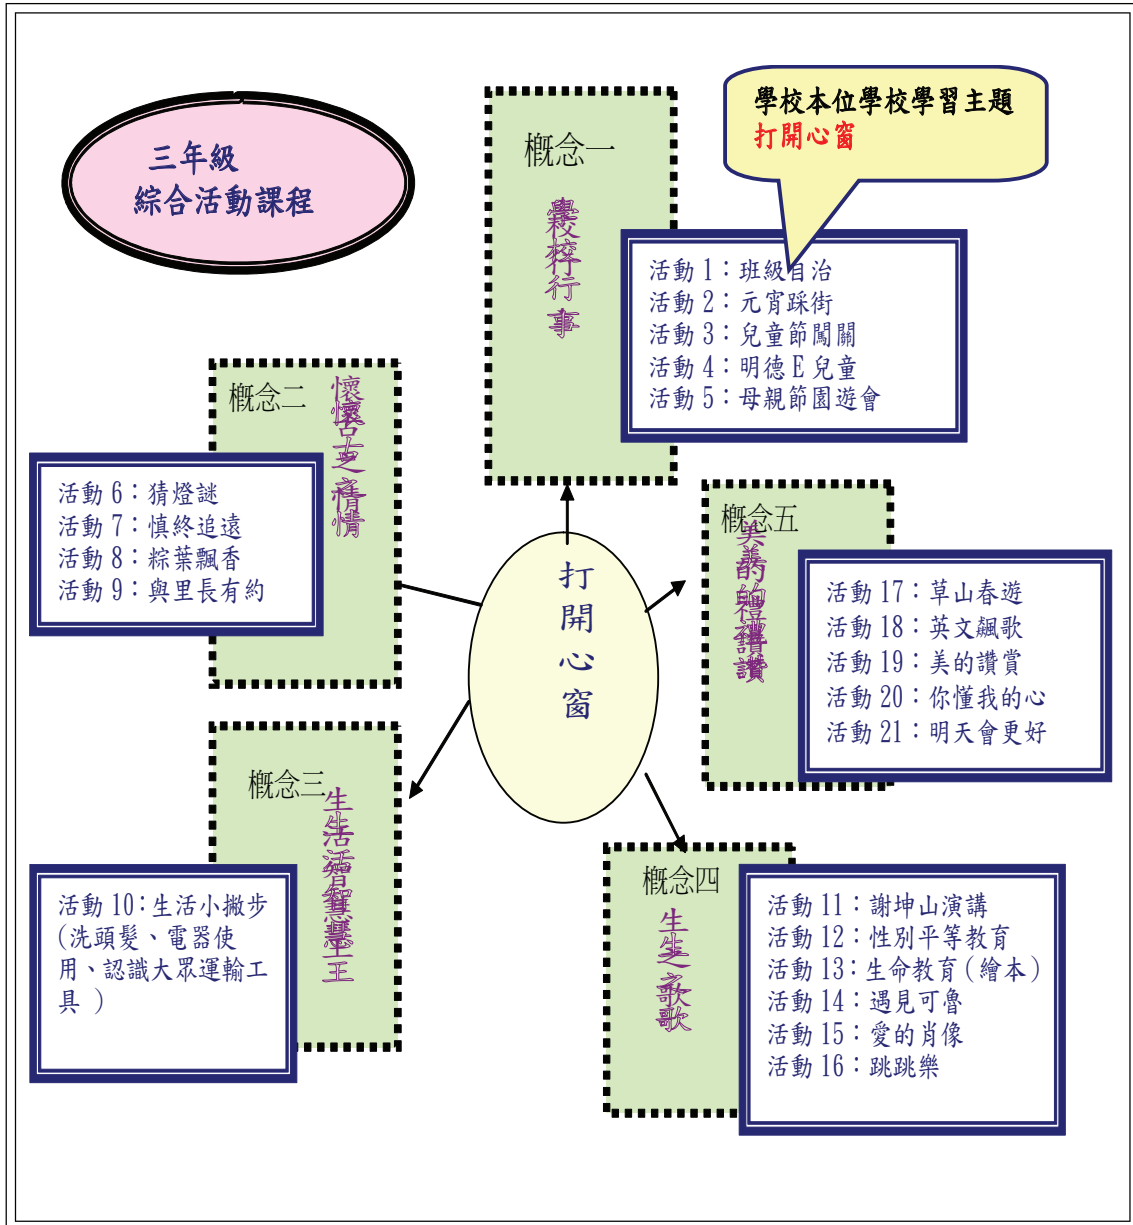 三年級
綜合活動課程
學校本位學校學習主題
打開心窗
概念一
學校行事
活動 1：班級自治
活動 2：元宵踩街
活動 3：兒童節闖關
活動 4：明德 E 兒童
活動 5：母親節園遊會
概念二
懷古之情
活動 6：猜燈謎
活動 7：慎終追遠
活動 8：粽葉飄香
活動 9：與里長有約
打開心窗
概念五
美的禮讚
活動 17：草山春遊
活動 18：英文飆歌
活動 19：美的讚賞
活動 20：你懂我的心
活動 21：明天會更好
概念三
生活智慧王
活動 10：生活小撇步
(洗頭髮、電器使
用、認識大眾運輸工
具 )
概念四
生之歌
活動 11：謝坤山演講
活動 12：性別平等教育
活動 13：生命教育 ( 繪本 )
活動 14：遇見可魯
活動 15：愛的肖像
活動 16：跳跳樂